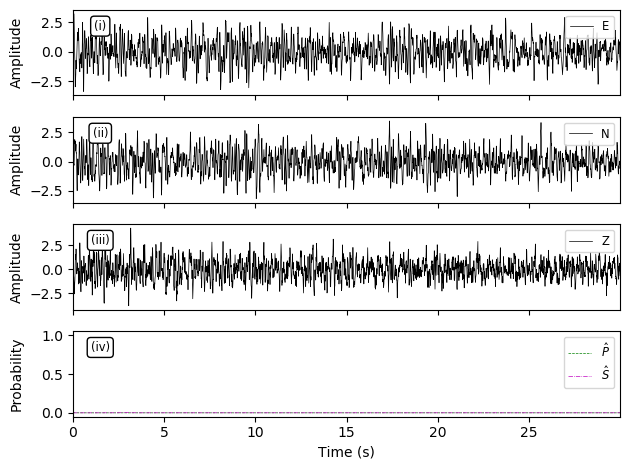 Amplitude
2.5
0.0
−2.5
(i)
E
Amplitude
2.5
0.0
−2.5
(ii)
N
Amplitude
2.5
0.0
−2.5
(iii)
Z
Probability
1.0
0.5
0.0
(iv)
P̂
Ŝ
0 5 10 15 20 25
Time (s)